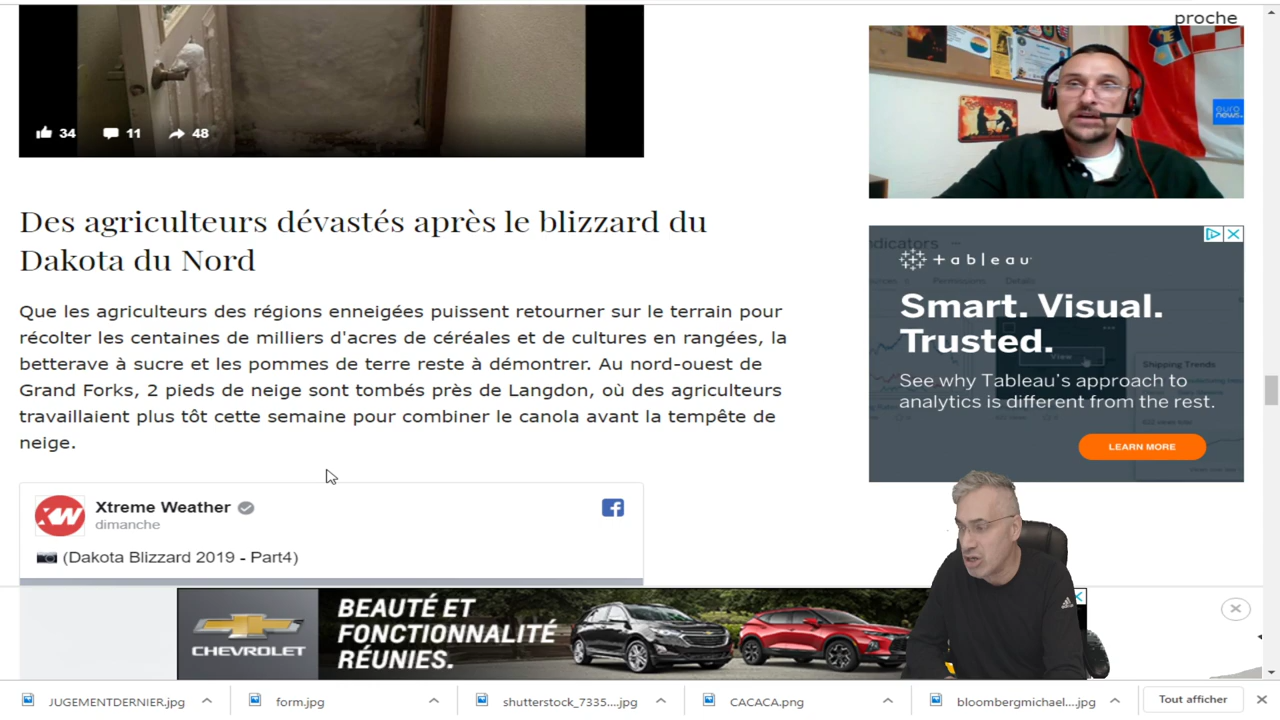 proche
34
11
48
euro
news.
Des agriculteurs dévastés après le blizzard du
Dakota du Nord
Que les agriculteurs des régions enneigées puissent retourner sur le terrain pour
récolter les centaines de milliers d'acres de céréales et de cultures en rangées, la
betterave à sucre et les pommes de terre reste à démontrer. Au nord-ouest de
Grand Forks, 2 pieds de neige sont tombés près de Langdon, où des agriculteurs
travaillaient plus tôt cette semaine pour combiner le canola avant la tempête de
neige.
Xtreme Weather
dimanche
(Dakota Blizzard 2019 - Part4)
+ a b l e a u
Smart. Visual.
Trusted.
View
Shipping Trends
See why Tableau's approach to
analytics is different from the rest.
LEARN MORE
CHEVROLET
BEAUTÉ ET
FONCTIONNALITÉ
RÉUNIES.
JUGEMENTDERNIER.jpg
form.jpg
shutterstock_7335....jpg
CACACA.png
bloombergmichael....jpg
Tout afficher